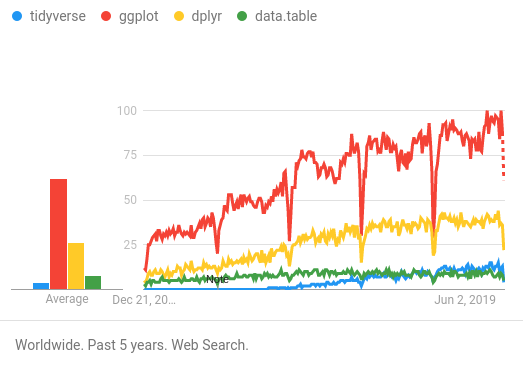 tidyverse ggplot dplyr data.table
100
75
50
25
Note
Average Dec 21, 20... Jun 2, 2019
Worldwide. Past 5 years. Web Search.